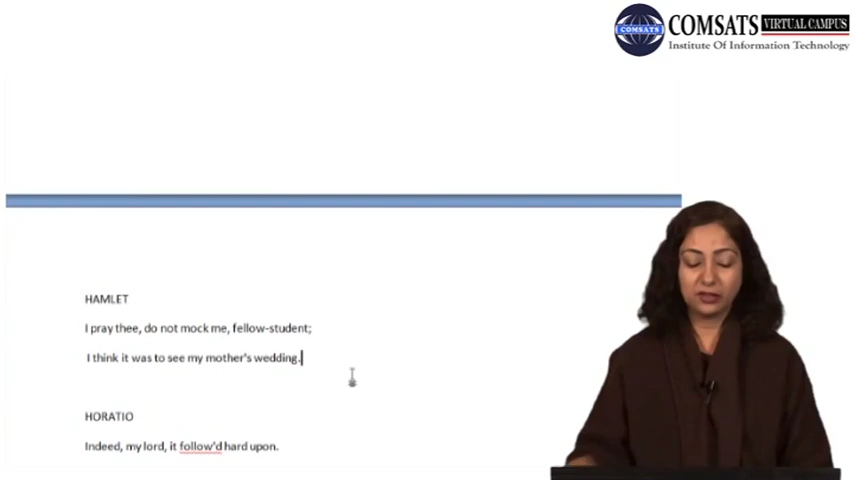 COMSATS VIRTUAL CAMPUS
Institute Of Information Technology
COMSATS
HAMLET
I pray thee, do not mock me, fellow-student;
I think it was to see my mother's wedding.
HORATIO
Indeed, my lord, it follow'd hard upon.